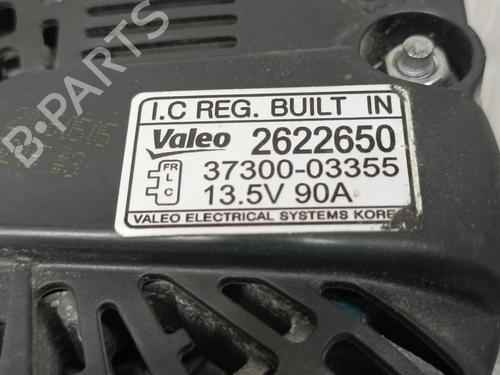 I.C REG. BUILT IN
Valeo 2622650
FR
L
C
37300-03355
13.5V 90A
VALEO ELECTRICAL SYSTEMS KORE
B-PARTS